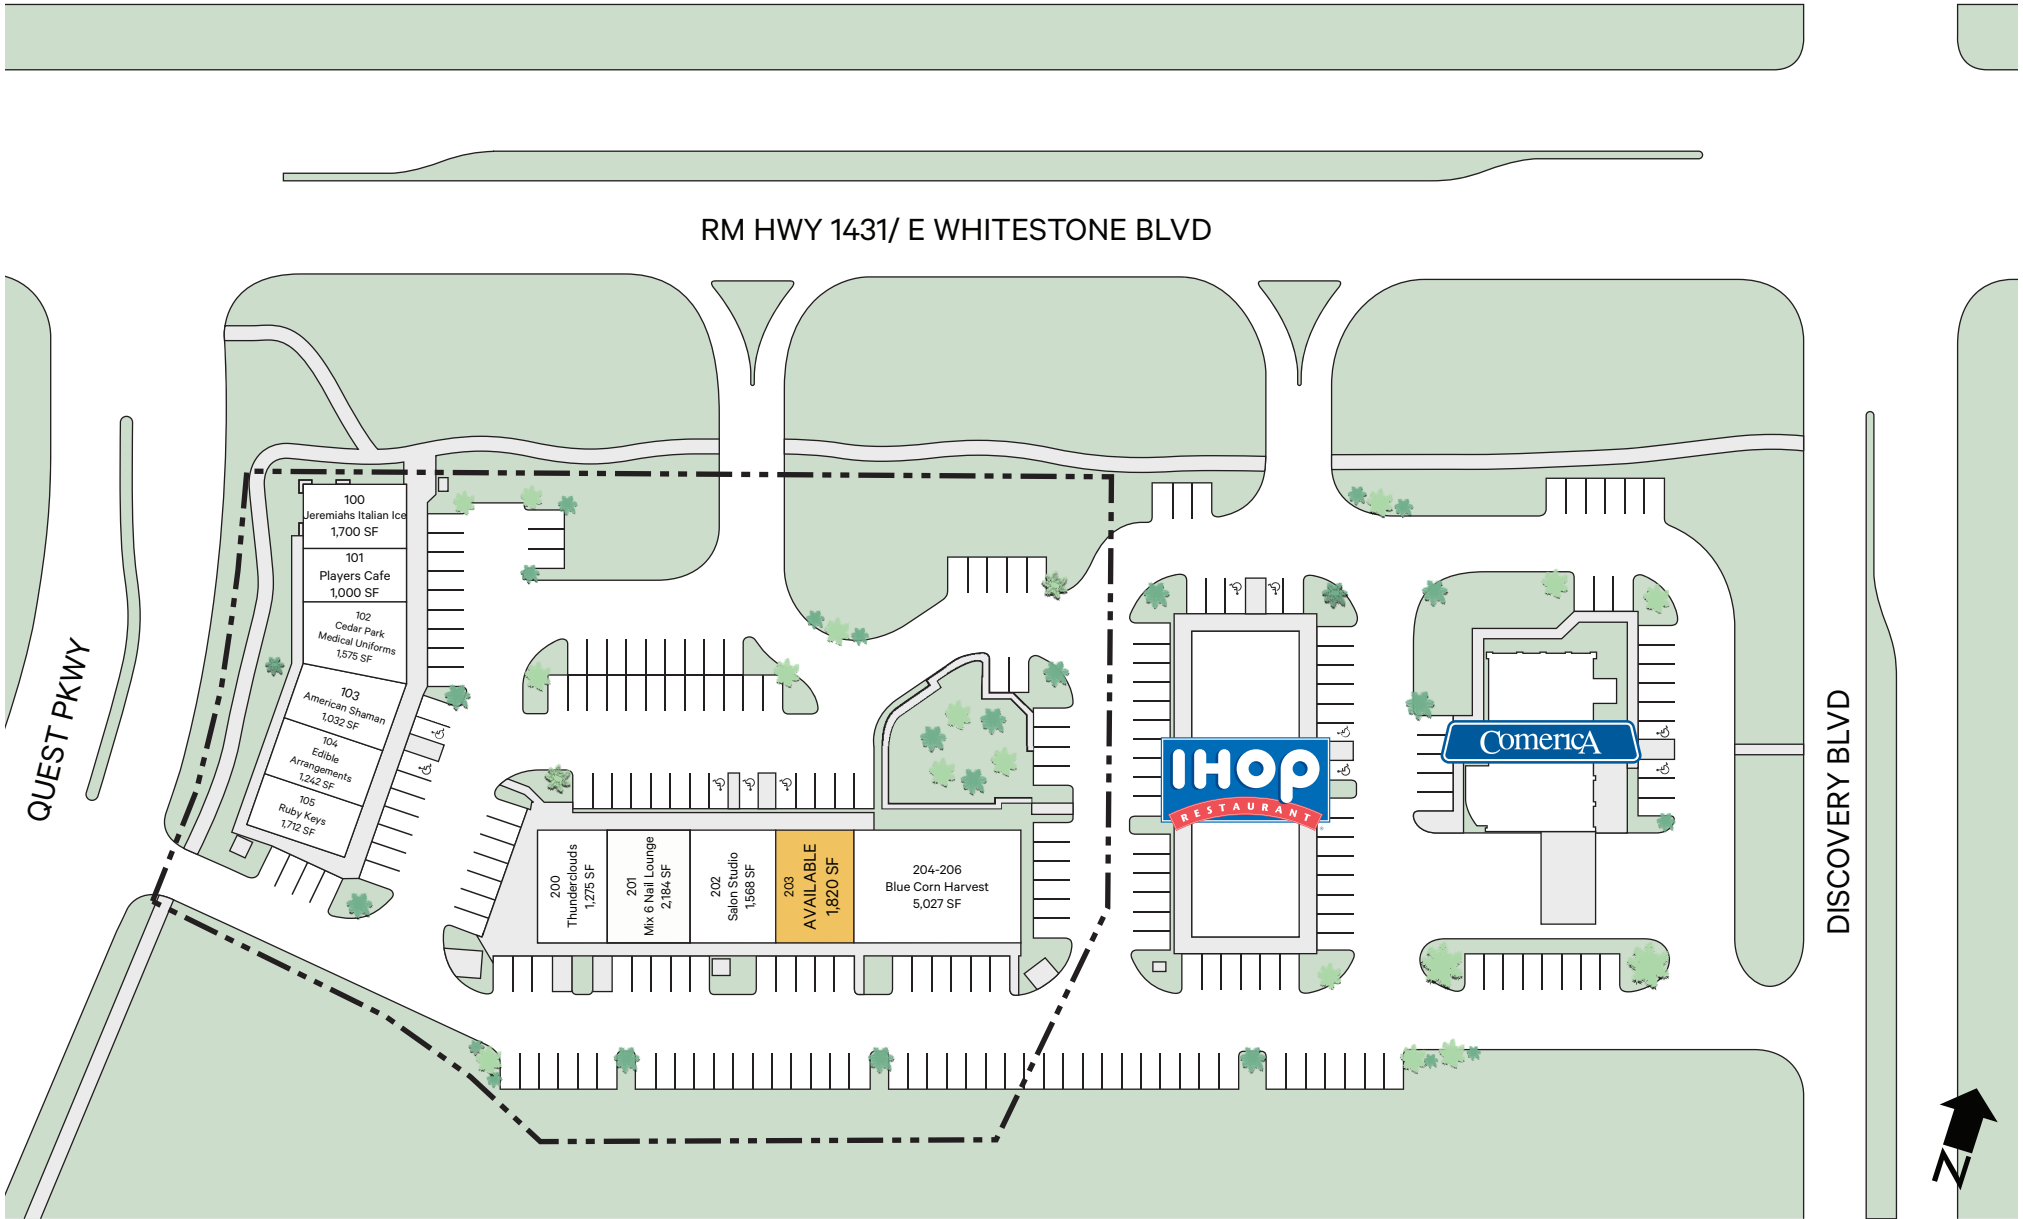 RM HWY 1431/ E WHITESTONE BLVD
QUEST PKWY
DISCOVERY BLVD
100
Jeremiahs Italian Ice
1,700 SF
101
Players Cafe
1,000 SF
102
Cedar Park
Medical Uniforms
1,575 SF
103
American Shaman
1,032 SF
104
Edible
Arrangements
1,242 SF
105
Ruby Keys
1,712 SF
200
Thunderclouds
1,275 SF
201
Mix 6 Nail Lounge
2,184 SF
202
Salon Studio
1,568 SF
203
AVAILABLE
1,820 SF
204-206
Blue Corn Harvest
5,027 SF
IHOP
RESTAURANT
ComericA
N